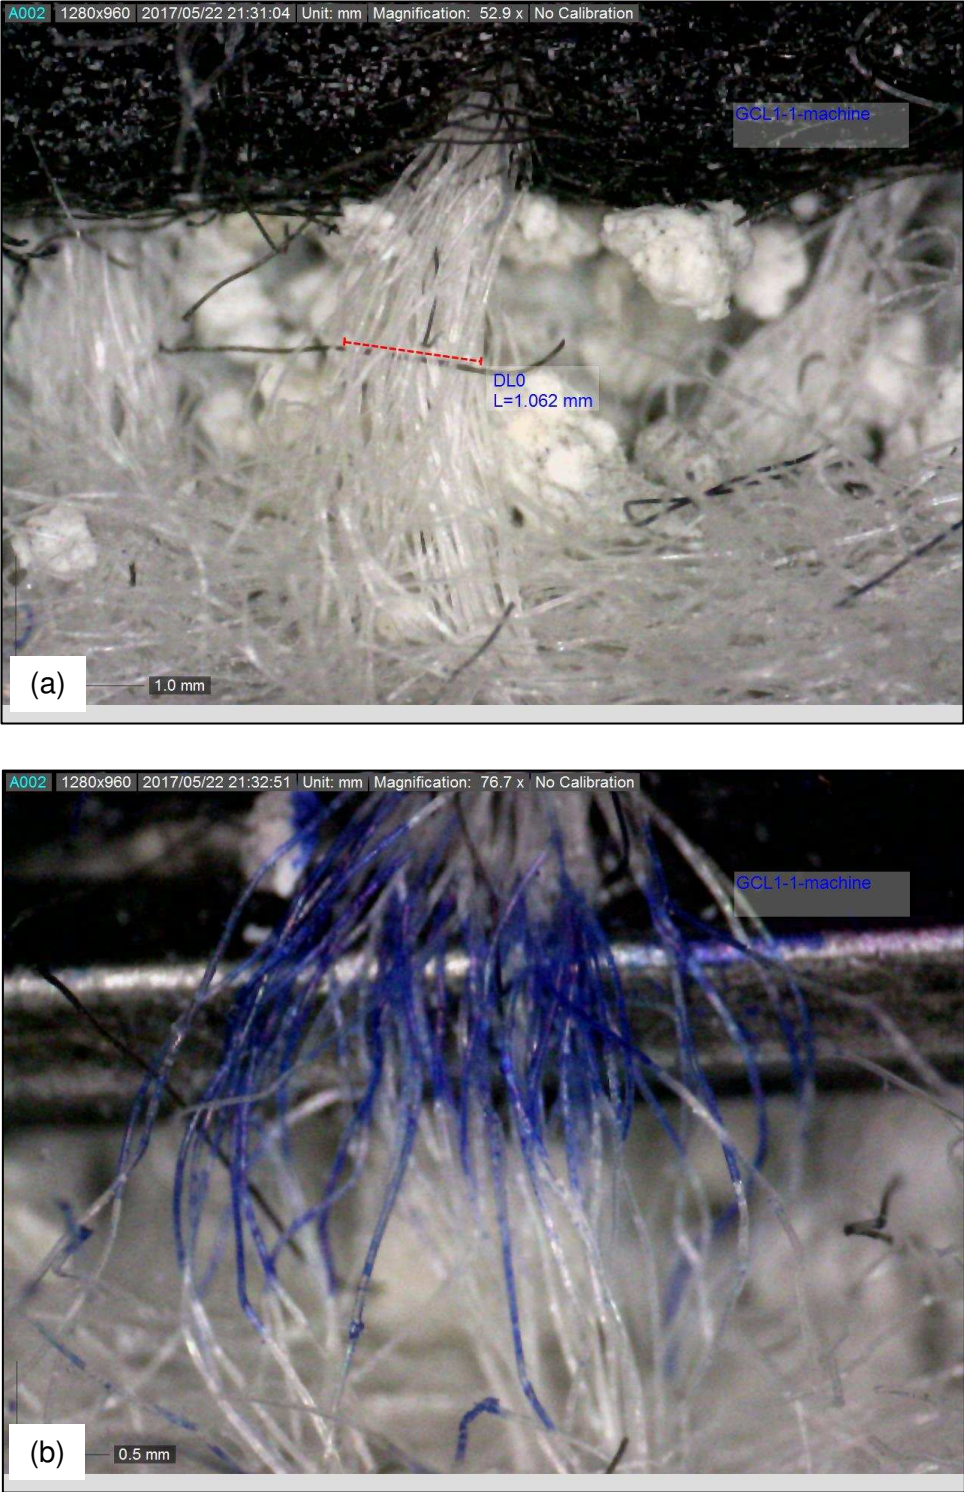 A002 1280x960 2017/05/22 21:31:04 Unit: mm Magnification: 52.9 x No Calibration
GCL1-1-machine
DL0
L=1.062 mm
(a)
1.0 mm
A002 1280x960 2017/05/22 21:32:51 Unit: mm Magnification: 76.7 x No Calibration
GCL1-1-machine
(b)
0.5 mm